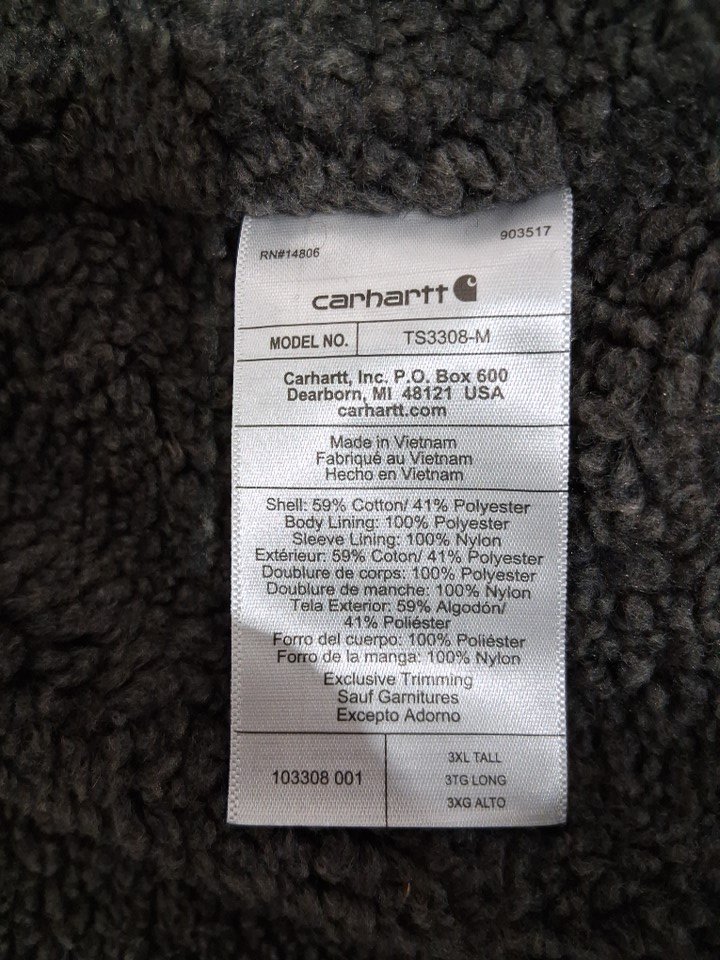 RN#14806
903517
carhartt
MODEL NO. TS3308-M
Carhartt, Inc. P.O. Box 600
Dearborn, MI 48121 USA
carhartt.com
Made in Vietnam
Fabriqué au Vietnam
Hecho en Vietnam
Shell: 59% Cotton/ 41% Polyester
Body Lining: 100% Polyester
Sleeve Lining: 100% Nylon
Extérieur: 59% Coton/ 41% Polyester
Doublure de corps: 100% Polyester
Doublure de manche: 100% Nylon
Tela Exterior: 59% Algodón/
41% Poliéster
Forro del cuerpo: 100% Poliéster
Forro de la manga: 100% Nylon
Exclusive Trimming
Sauf Garnitures
Excepto Adorno
103308 001
3XL TALL
3TG LONG
3XG ALTO